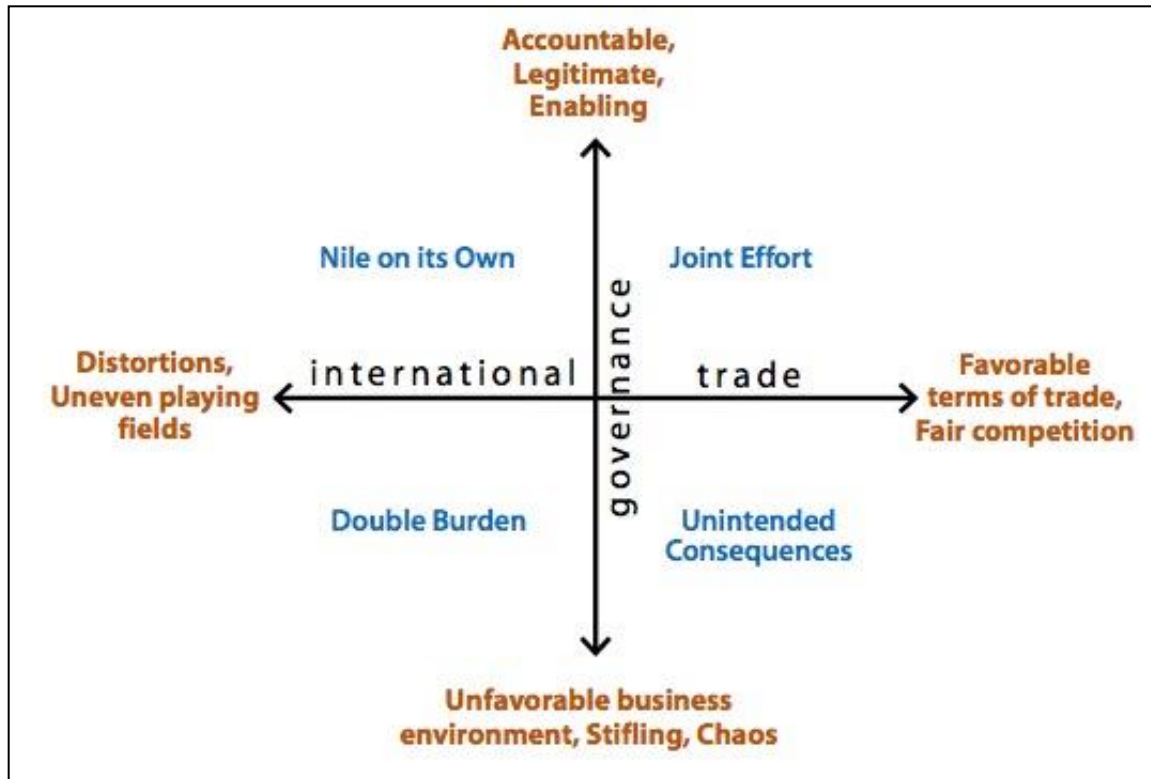 Accountable,
Legitimate,
Enabling
Nile on its Own
Joint Effort
international trade
governance
Distortions,
Uneven playing
fields
Favorable
terms of trade,
Fair competition
Double Burden
Unintended
Consequences
Unfavorable business
environment, Stifling, Chaos